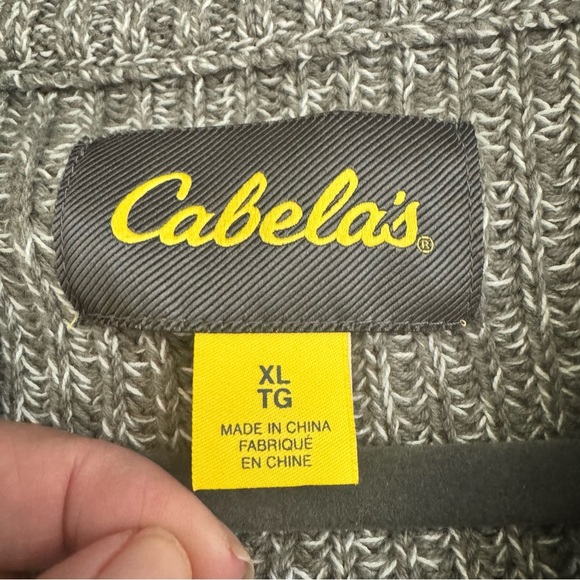 Cabela's®
XL
TG
MADE IN CHINA
FABRIQUÉ
EN CHINE